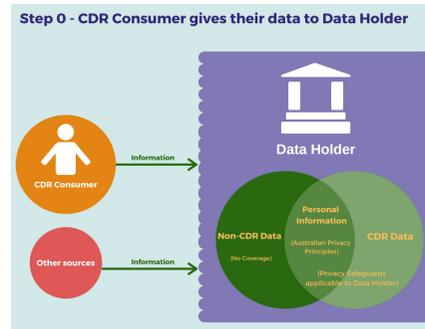 Step 0 - CDR Consumer gives their data to Data Holder
Data Holder
Information
CDR Consumer
Personal
Information
Non-CDR Data
CDR Data
(Australian Privacy
Principles)
(No Coverage)
Other sources
Information
(Privacy Safeguards
applicable to Data Holder)